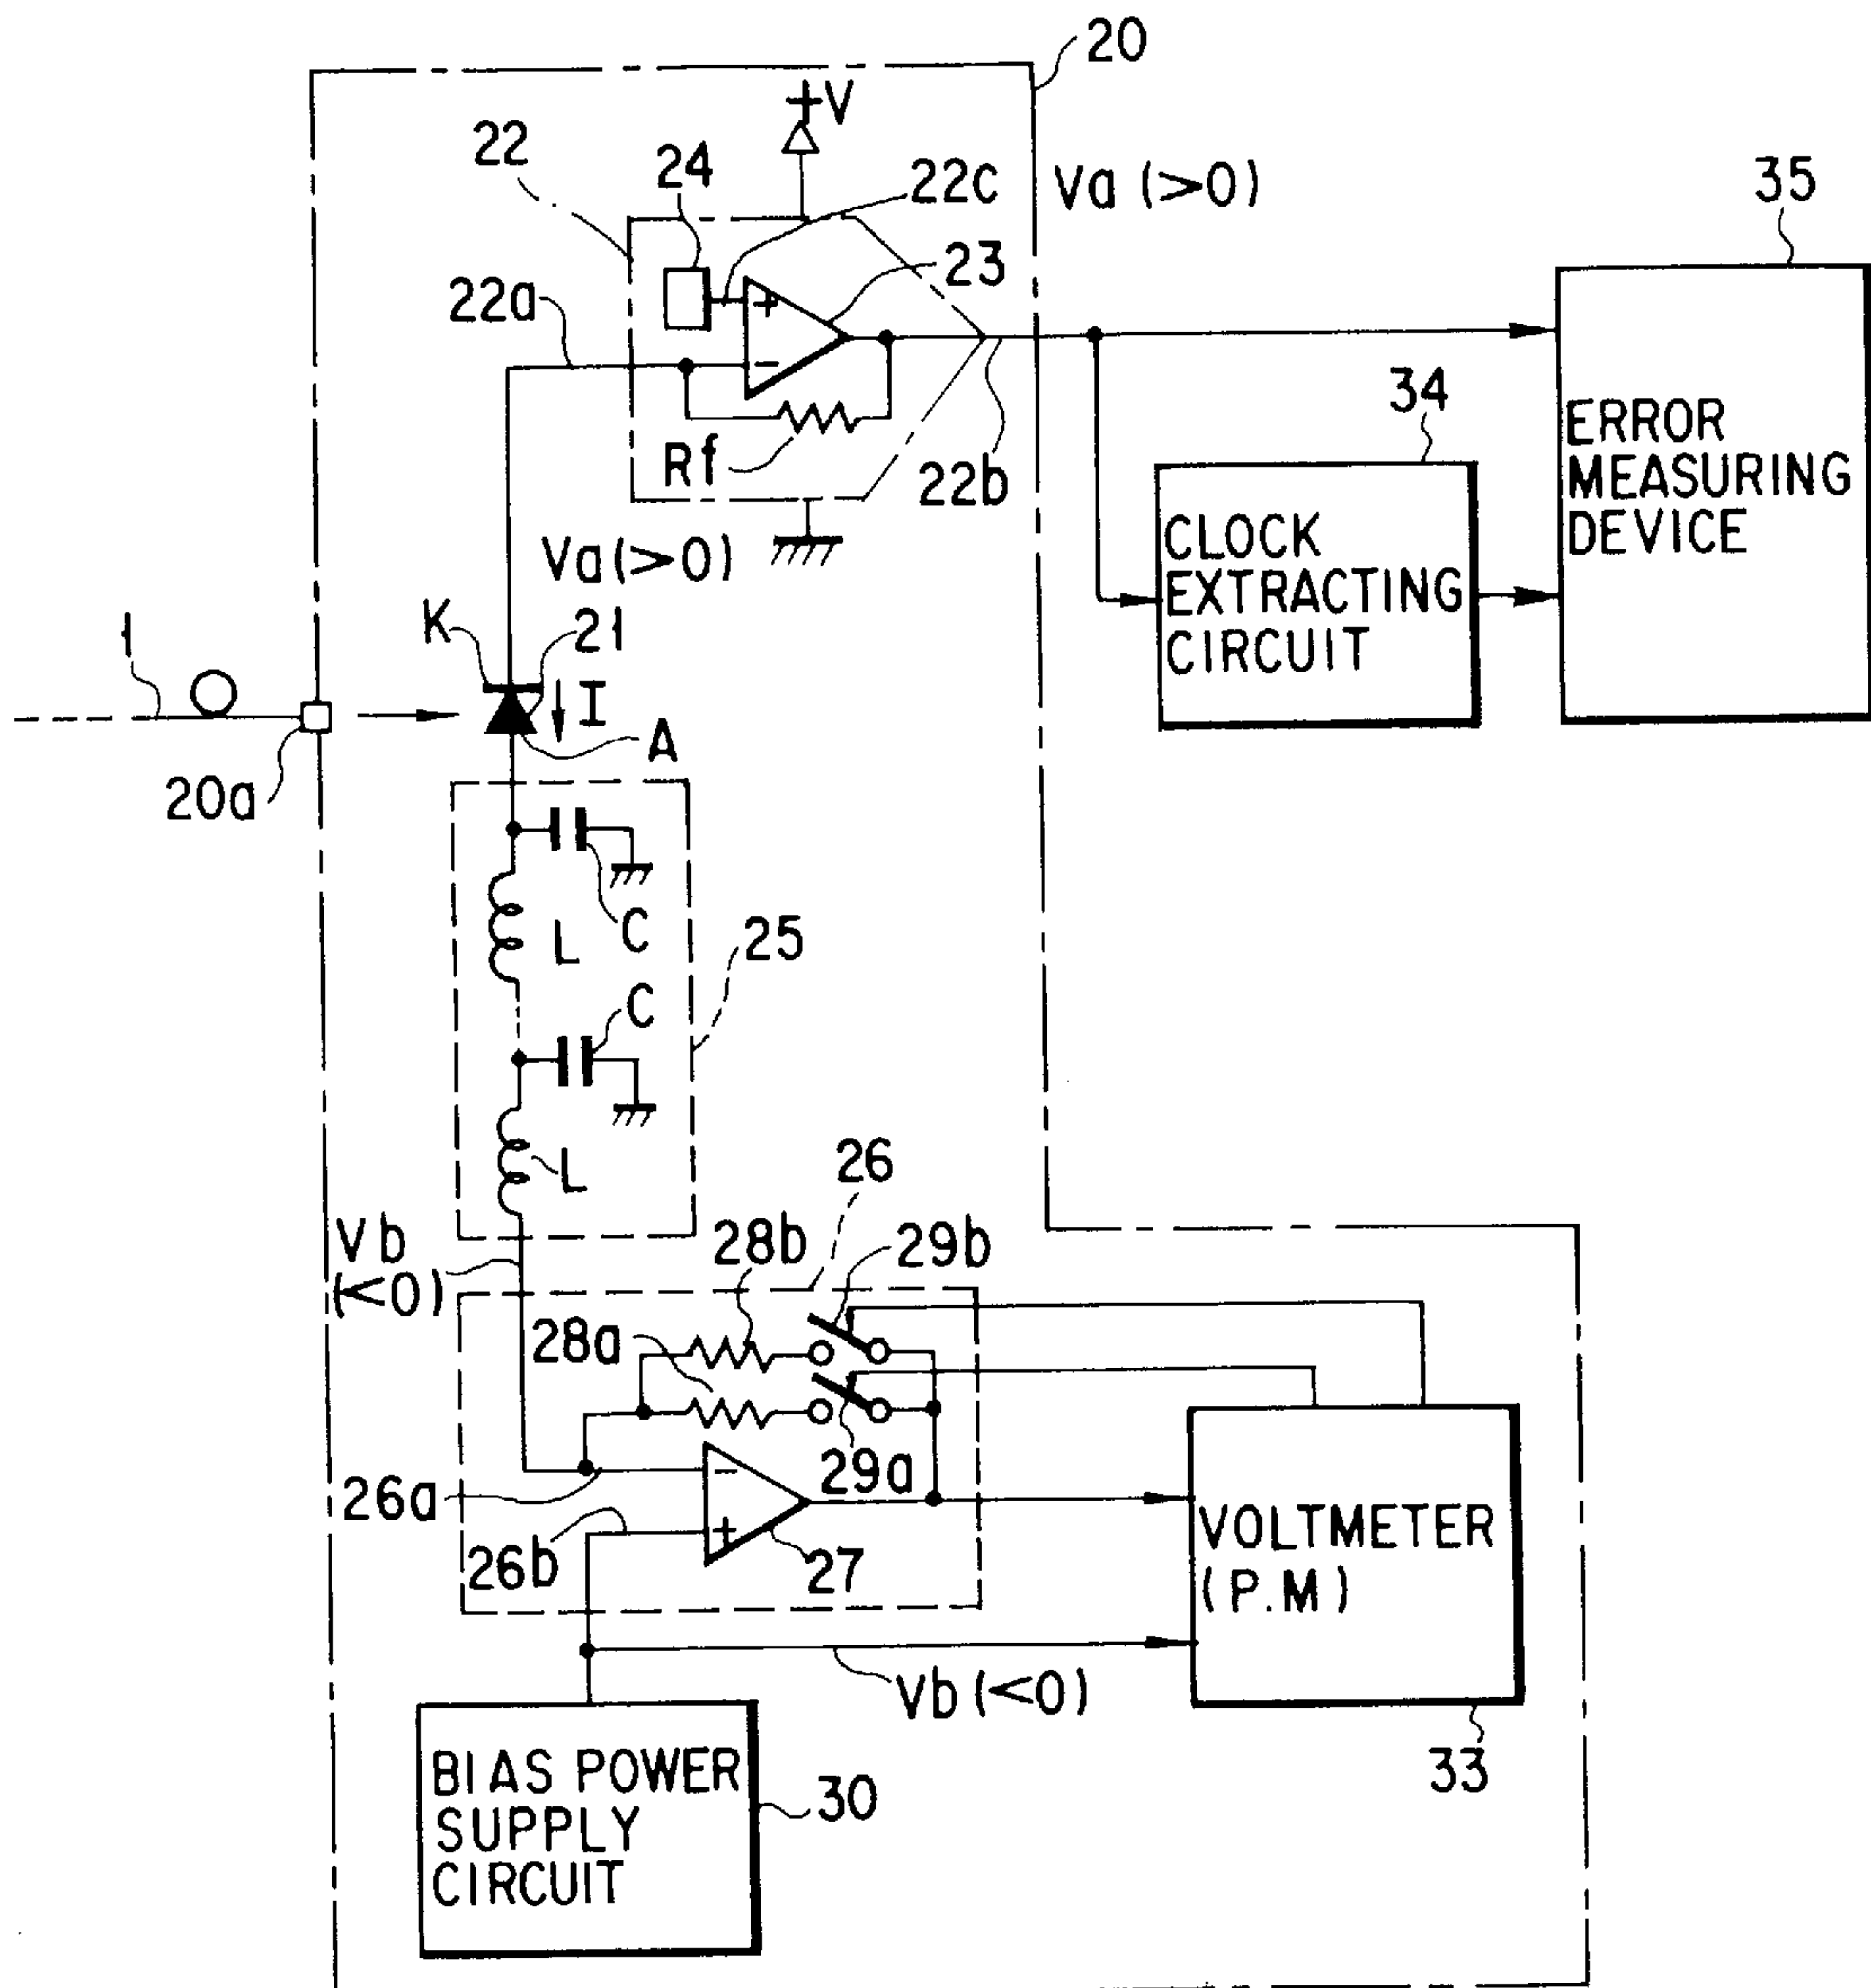 20
+V
22
24
22c
Va (>0)
35
23
22a
34
ERROR
MEASURING
DEVICE
Rf
22b
CLOCK
EXTRACTING
CIRCUIT
Va (>0)
1
K
21
I
A
20a
C
L
25
C
L
26
Vb
(<0)
28b
29b
28a
29a
26a
-
+
26b
27
VOLTMETER
(P.M)
Vb (<0)
33
BIAS POWER
SUPPLY
CIRCUIT
30
+
-